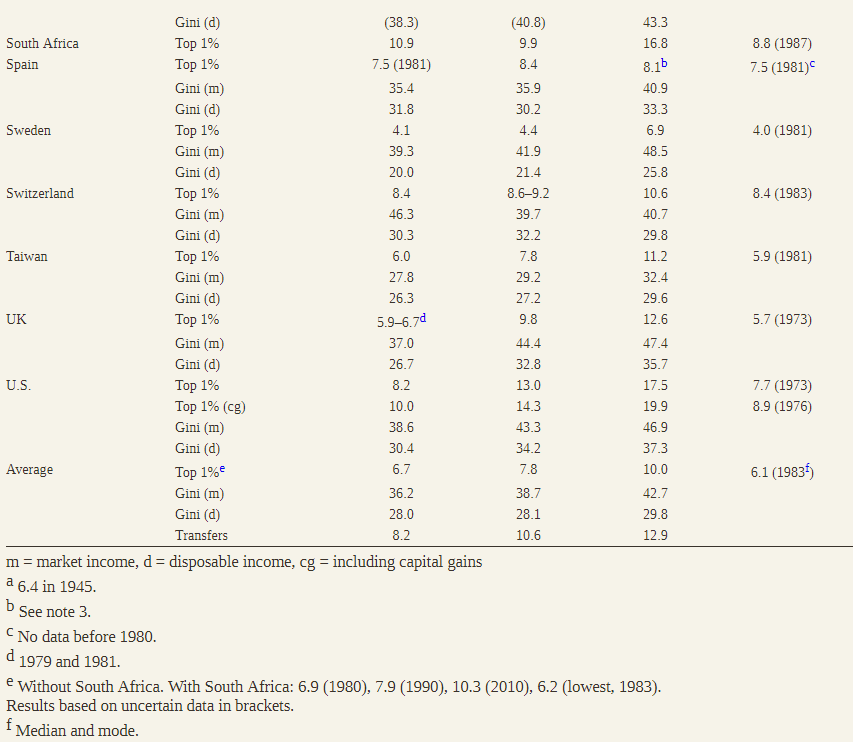 Gini (d) (38.3) (40.8) 43.3
South Africa Top 1% 10.9 9.9 16.8 8.8 (1987)
Spain Top 1% 7.5 (1981) 8.4 8.1b 7.5 (1981)c
Gini (m) 35.4 35.9 40.9
Gini (d) 31.8 30.2 33.3
Sweden Top 1% 4.1 4.4 6.9 4.0 (1981)
Gini (m) 39.3 41.9 48.5
Gini (d) 20.0 21.4 25.8
Switzerland Top 1% 8.4 8.6–9.2 10.6 8.4 (1983)
Gini (m) 46.3 39.7 40.7
Gini (d) 30.3 32.2 29.8
Taiwan Top 1% 6.0 7.8 11.2 5.9 (1981)
Gini (m) 27.8 29.2 32.4
Gini (d) 26.3 27.2 29.6
UK Top 1% 5.9–6.7d 9.8 12.6 5.7 (1973)
Gini (m) 37.0 44.4 47.4
Gini (d) 26.7 32.8 35.7
U.S. Top 1% 8.2 13.0 17.5 7.7 (1973)
Top 1% (cg) 10.0 14.3 19.9 8.9 (1976)
Gini (m) 38.6 43.3 46.9
Gini (d) 30.4 34.2 37.3
Average Top 1%e 6.7 7.8 10.0 6.1 (1983f)
Gini (m) 36.2 38.7 42.7
Gini (d) 28.0 28.1 29.8
Transfers 8.2 10.6 12.9
m = market income, d = disposable income, cg = including capital gains
a 6.4 in 1945.
b See note 3.
c No data before 1980.
d 1979 and 1981.
e Without South Africa. With South Africa: 6.9 (1980), 7.9 (1990), 10.3 (2010), 6.2 (lowest, 1983).
Results based on uncertain data in brackets.
f Median and mode.